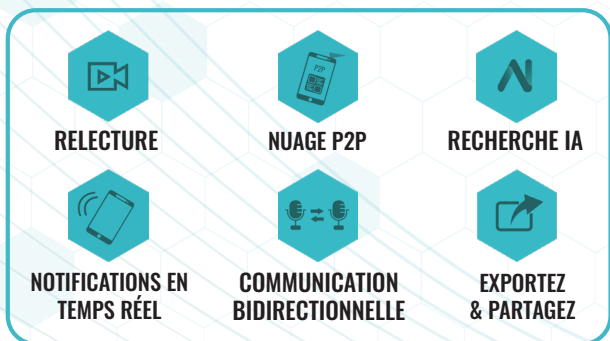 RELECTURE
P2P
NUAGE P2P
RECHERCHE IA
NOTIFICATIONS EN
TEMPS RÉEL
COMMUNICATION
BIDIRECTIONNELLE
EXPORTEZ
& PARTAGEZ